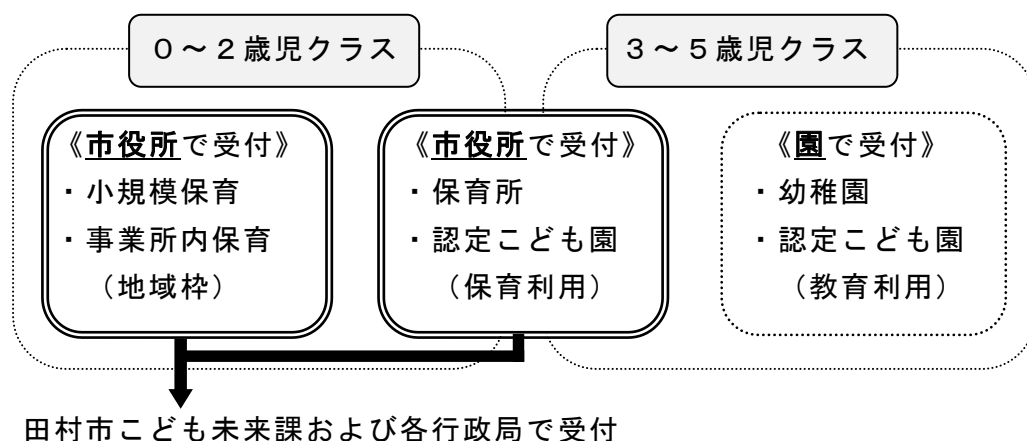 ０～２歳児クラス
３～５歳児クラス
《市役所で受付》
・小規模保育
・事業所内保育
（地域枠）
《市役所で受付》
・保育所
・認定こども園
（保育利用）
《園で受付》
・幼稚園
・認定こども園
（教育利用）
田村市こども未来課および各行政局で受付